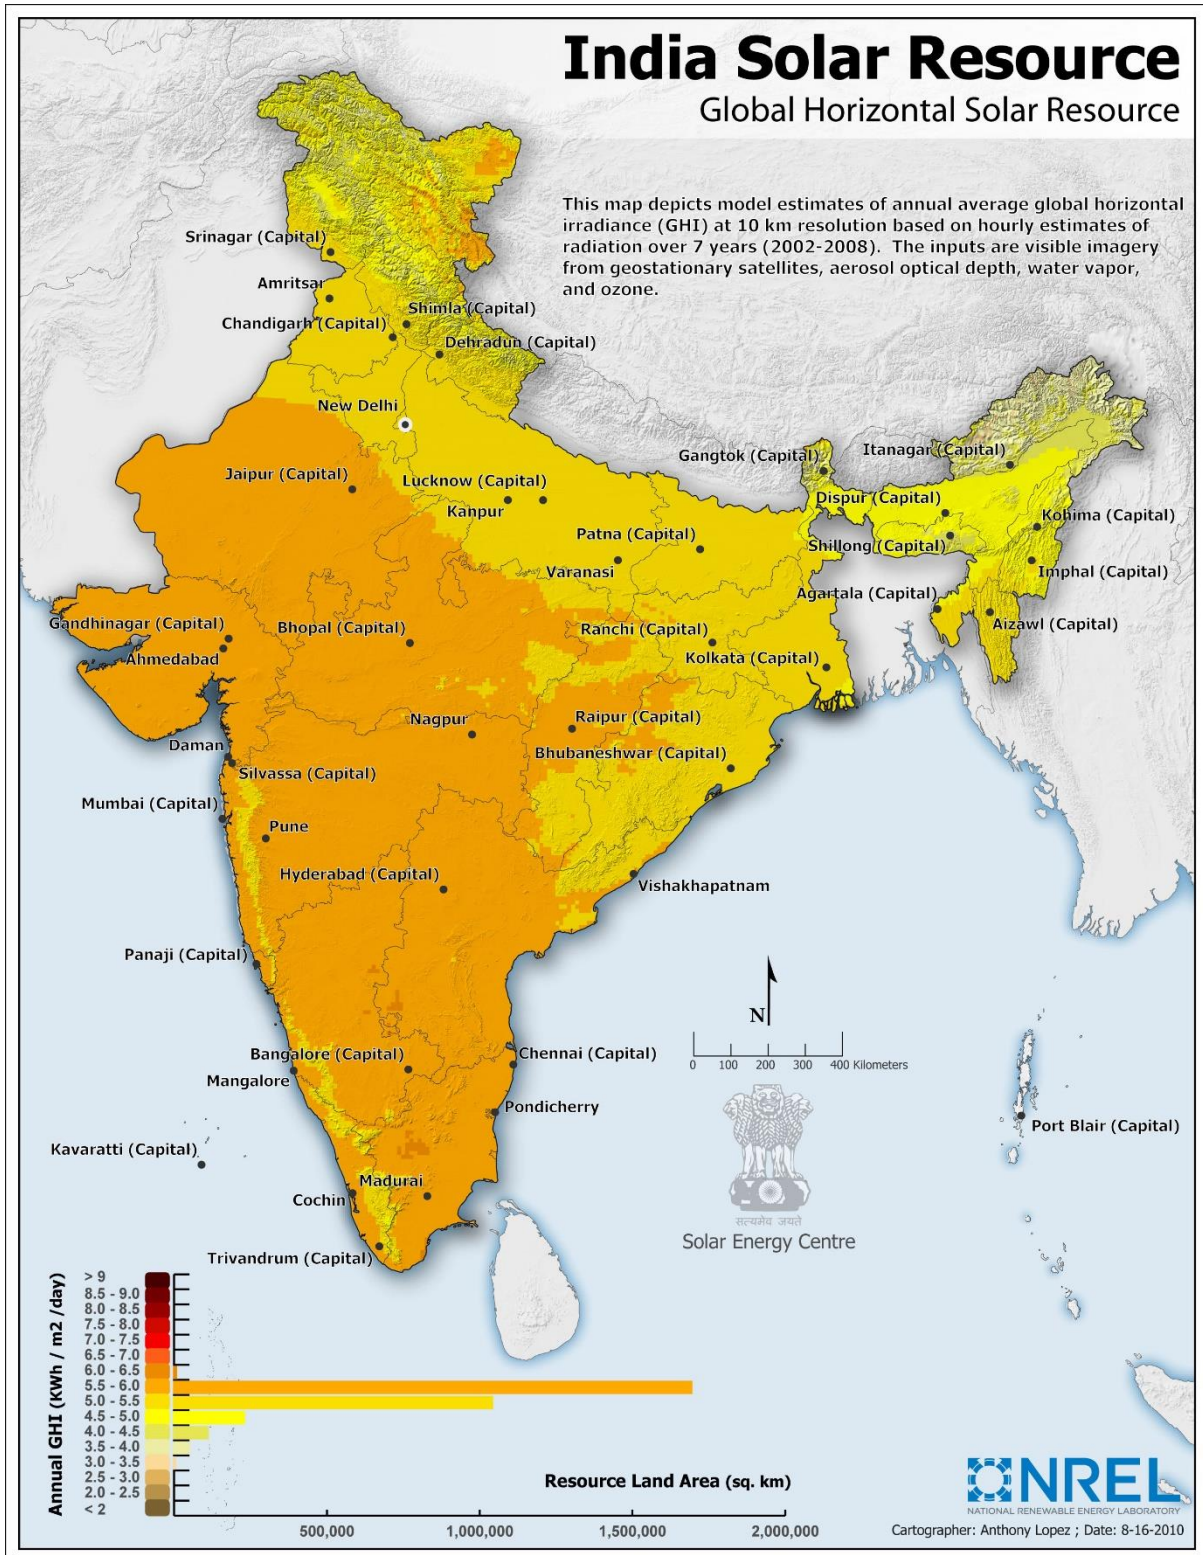 India Solar Resource
Global Horizontal Solar Resource
This map depicts model estimates of annual average global horizontal
irradiance (GHI) at 10 km resolution based on hourly estimates of
radiation over 7 years (2002-2008). The inputs are visible imagery
from geostationary satellites, aerosol optical depth, water vapor,
and ozone.
Srinagar (Capital)
Amritsar
Chandigarh (Capital)
Shimla (Capital)
Dehradun (Capital)
New Delhi
Jaipur (Capital)
Lucknow (Capital)
Kanpur
Gangtok (Capital)
Itanagar (Capital)
Dispur (Capital)
Kohima (Capital)
Patna (Capital)
Shillong (Capital)
Varanasi
Imphal (Capital)
Agartala (Capital)
Aizawl (Capital)
Gandhinagar (Capital)
Bhopal (Capital)
Ranchi (Capital)
Ahmedabad
Kolkata (Capital)
Nagpur
Raipur (Capital)
Daman
Bhubaneshwar (Capital)
Silvassa (Capital)
Mumbai (Capital)
Pune
Hyderabad (Capital)
Vishakhapatnam
Panaji (Capital)
N
Bangalore (Capital)
Chennai (Capital)
0 100 200 300 400 Kilometers
Mangalore
Pondicherry
Port Blair (Capital)
Kavaratti (Capital)
Madurai
Cochin
सत्यमेव जयते
Solar Energy Centre
Trivandrum (Capital)
Annual GHI (KWh / m2 /day)
> 9
8.5 - 9.0
8.0 - 8.5
7.5 - 8.0
7.0 - 7.5
6.5 - 7.0
6.0 - 6.5
5.5 - 6.0
5.0 - 5.5
4.5 - 5.0
4.0 - 4.5
3.5 - 4.0
3.0 - 3.5
2.5 - 3.0
2.0 - 2.5
< 2
Resource Land Area (sq. km)
500,000 1,000,000 1,500,000 2,000,000
NREL
NATIONAL RENEWABLE ENERGY LABORATORY
Cartographer: Anthony Lopez ; Date: 8-16-2010